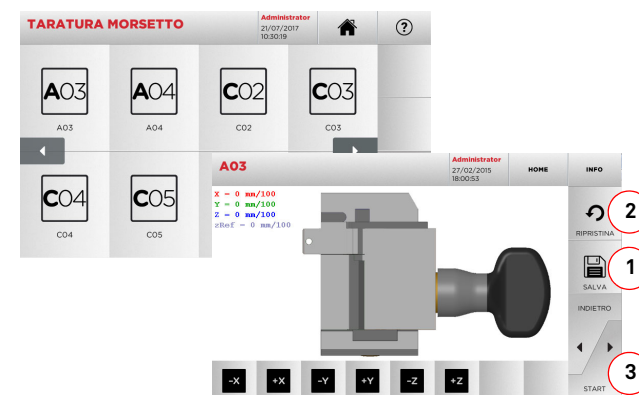 TARATURA MORSETTO
Administrator
21/07/2017
10:30:19
?
A03
A04
C02
C03
A03
A04
C02
C03
C04
C05
C04
C05
A03
Administrator
27/02/2015
18:00:53
HOME
INFO
X = 0 mm/100
Y = 0 mm/100
Z = 0 mm/100
zRef = 0 mm/100
2
RIPRISTINA
1
SALVA
INDIETRO
3
START
-X
+X
-Y
+Y
-Z
+Z